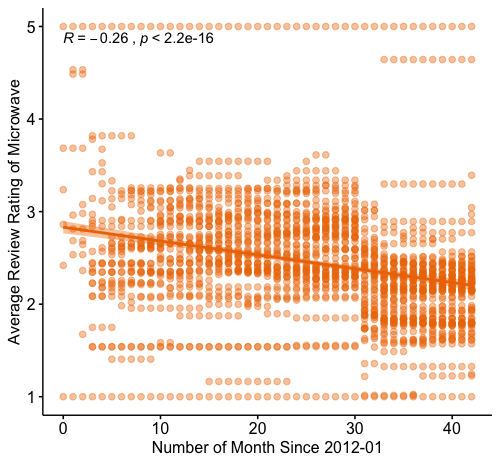 R = −0.26 , p < 2.2e-16
5
4
3
2
1
Average Review Rating of Microwave
0 10 20 30 40
Number of Month Since 2012-01